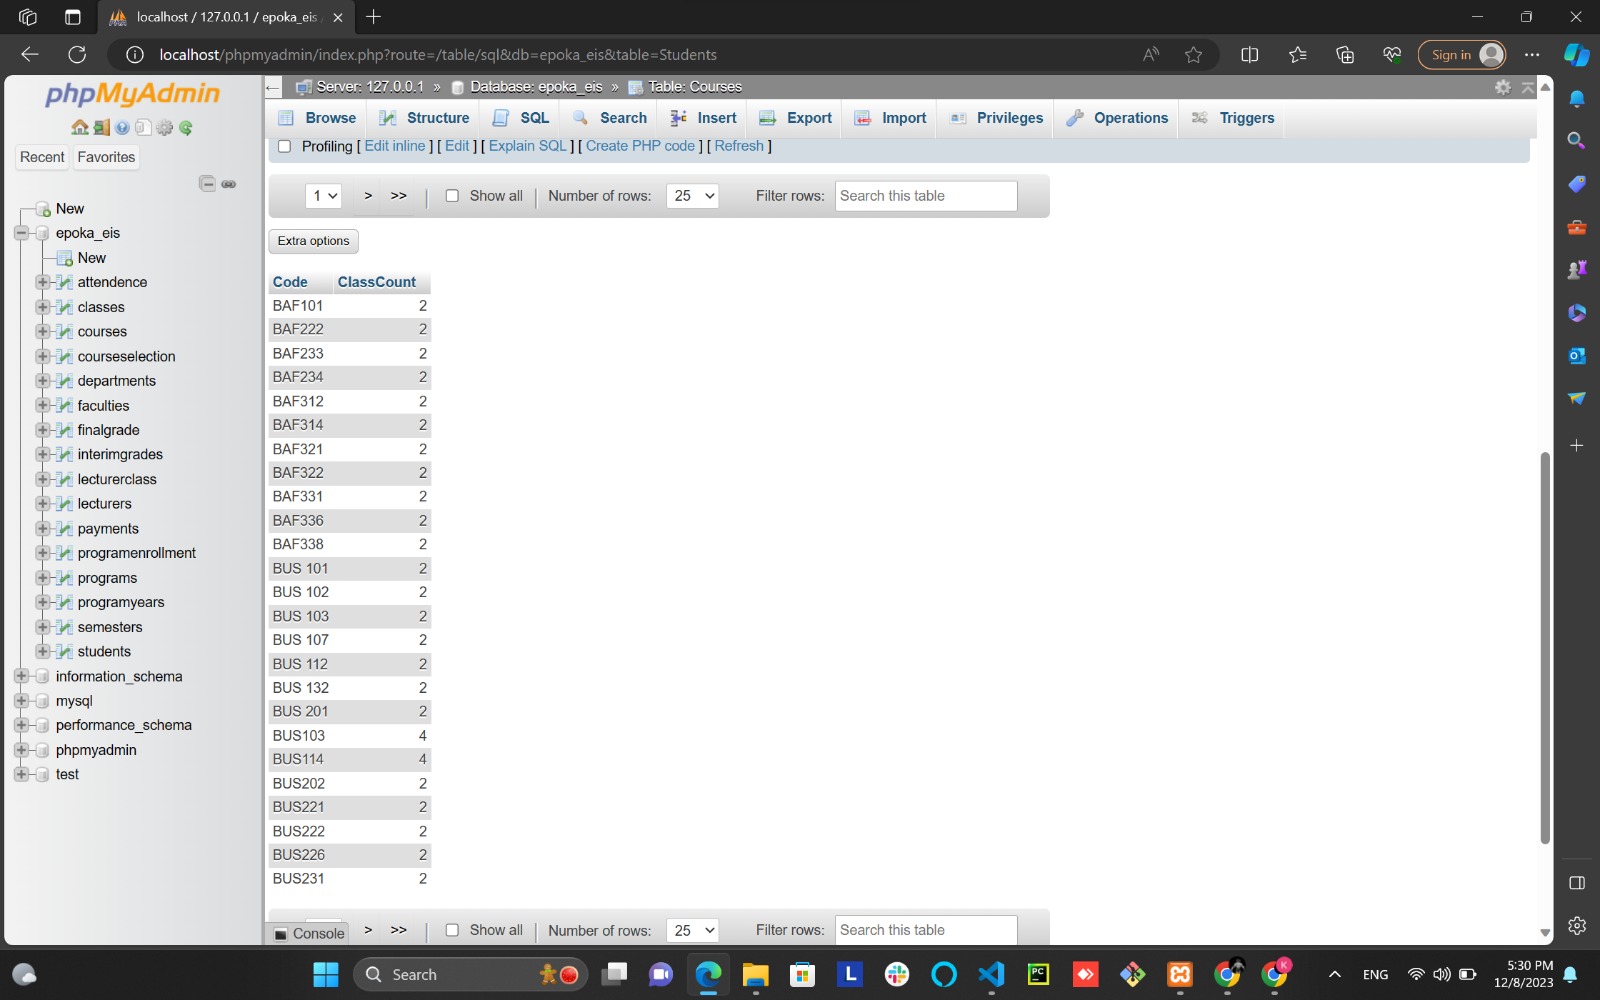 localhost / 127.0.0.1 / epoka_eis
localhost/phpmyadmin/index.php?route=/table/sql&db=epoka_eis&table=Students
Sign in
phpMyAdmin
Recent
Favorites
New
epoka_eis
New
attendence
classes
courses
courseselection
departments
faculties
finalgrade
interimgrades
lecturerclass
lecturers
payments
programenrollment
programs
programyears
semesters
students
information_schema
mysql
performance_schema
phpmyadmin
test
Server: 127.0.0.1 » Database: epoka_eis » Table: Courses
Browse Structure SQL Search Insert Export Import Privileges Operations Triggers
Profiling [ Edit inline ] [ Edit ] [ Explain SQL ] [ Create PHP code ] [ Refresh ]
1 > >> Show all Number of rows: 25 Filter rows: Search this table
Extra options
Code ClassCount
BAF101 2
BAF222 2
BAF233 2
BAF234 2
BAF312 2
BAF314 2
BAF321 2
BAF322 2
BAF331 2
BAF336 2
BAF338 2
BUS 101 2
BUS 102 2
BUS 103 2
BUS 107 2
BUS 112 2
BUS 132 2
BUS 201 2
BUS103 4
BUS114 4
BUS202 2
BUS221 2
BUS222 2
BUS226 2
BUS231 2
> >> Show all Number of rows: 25 Filter rows: Search this table
Console
Search
L
PC
K
ENG
5:30 PM
12/8/2023